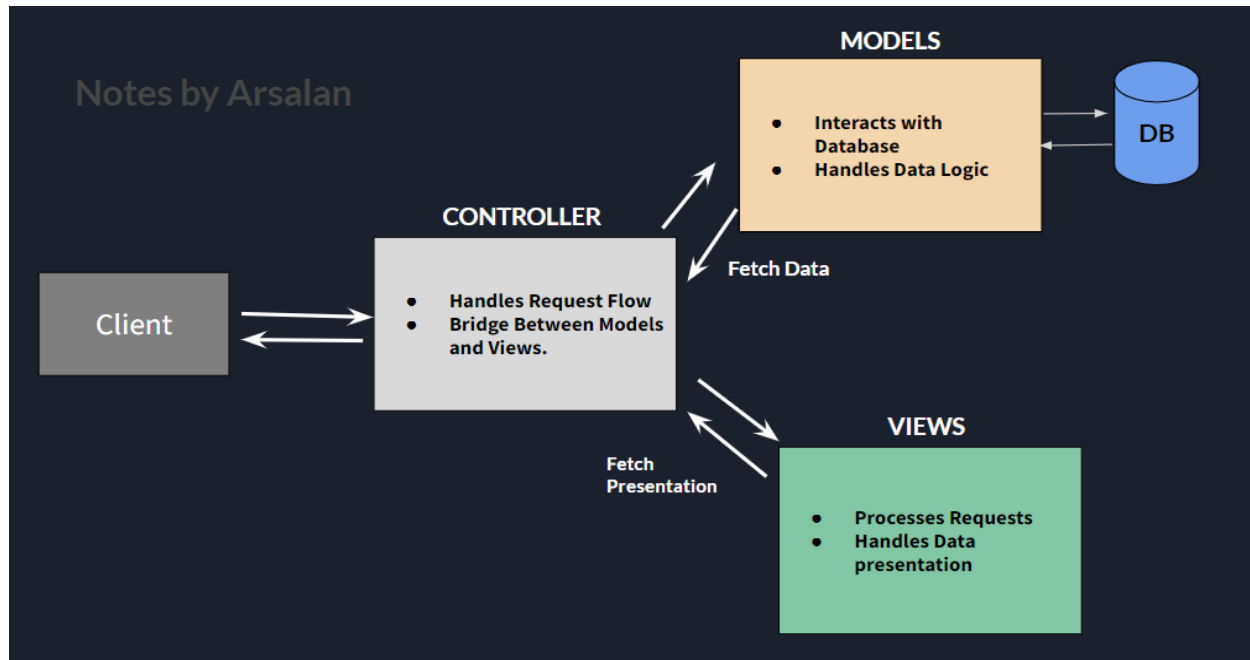 Notes by Arsalan
MODELS
● Interacts with
Database
● Handles Data Logic
DB
CONTROLLER
● Handles Request Flow
● Bridge Between Models
and Views.
Client
Fetch Data
VIEWS
Fetch
Presentation
● Processes Requests
● Handles Data
presentation